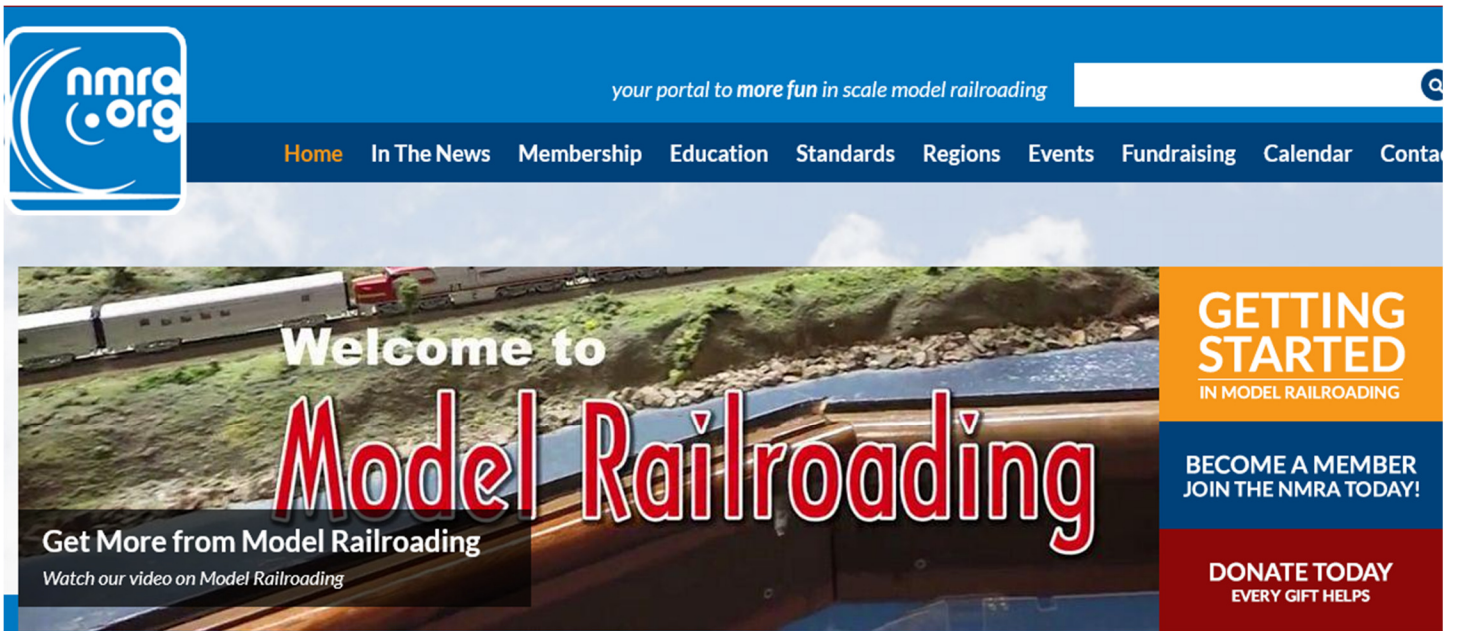 nmra
.org
your portal to more fun in scale model railroading
Home In The News Membership Education Standards Regions Events Fundraising Calendar Contac
Welcome to
Model Railroading
Get More from Model Railroading
Watch our video on Model Railroading
GETTING
STARTED
IN MODEL RAILROADING
BECOME A MEMBER
JOIN THE NMRA TODAY!
DONATE TODAY
EVERY GIFT HELPS